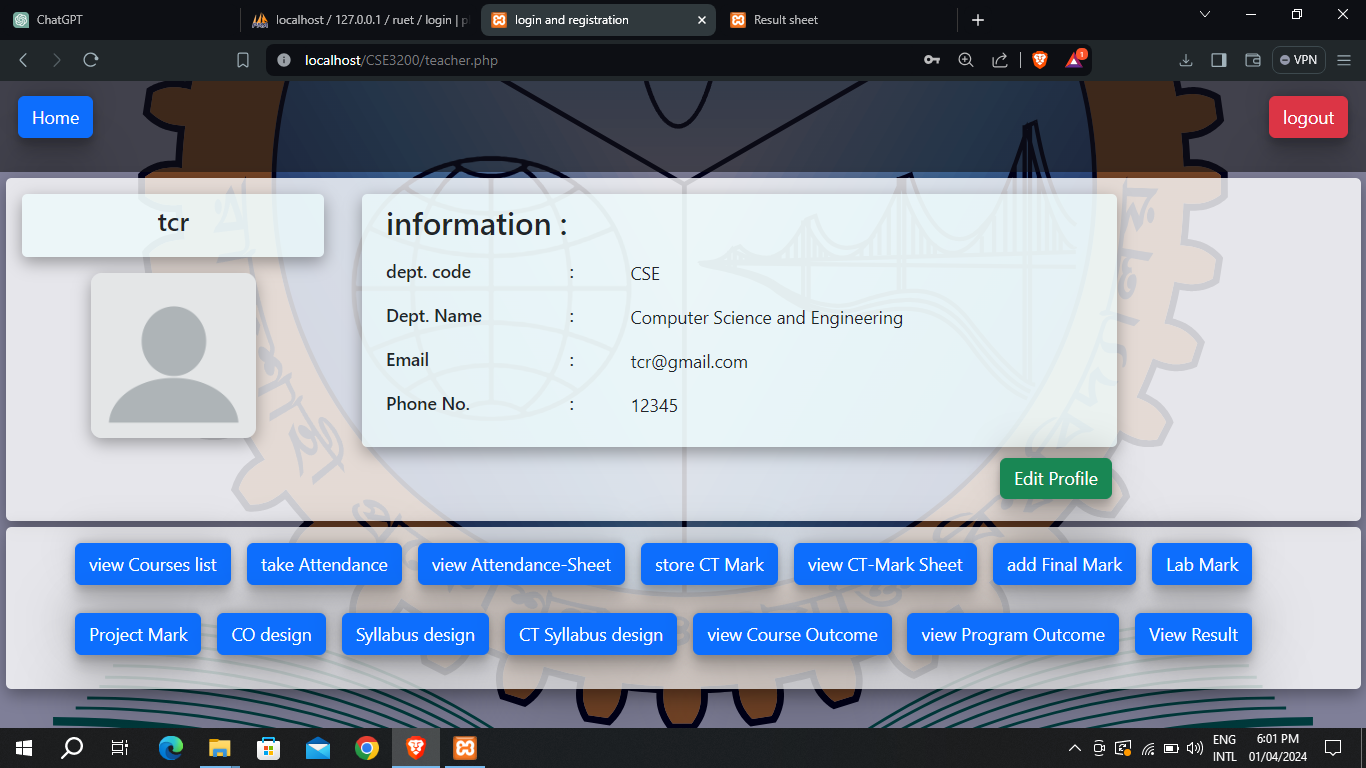 ChatGPT
localhost / 127.0.0.1 / ruet / login | p
login and registration
Result sheet
localhost/CSE3200/teacher.php
1
VPN
Home
logout
tcr
information :
dept. code : CSE
Dept. Name : Computer Science and Engineering
Email : tcr@gmail.com
Phone No. : 12345
Edit Profile
view Courses list
take Attendance
view Attendance-Sheet
store CT Mark
view CT-Mark Sheet
add Final Mark
Lab Mark
Project Mark
CO design
Syllabus design
CT Syllabus design
view Course Outcome
view Program Outcome
View Result
ENG
INTL
6:01 PM
01/04/2024